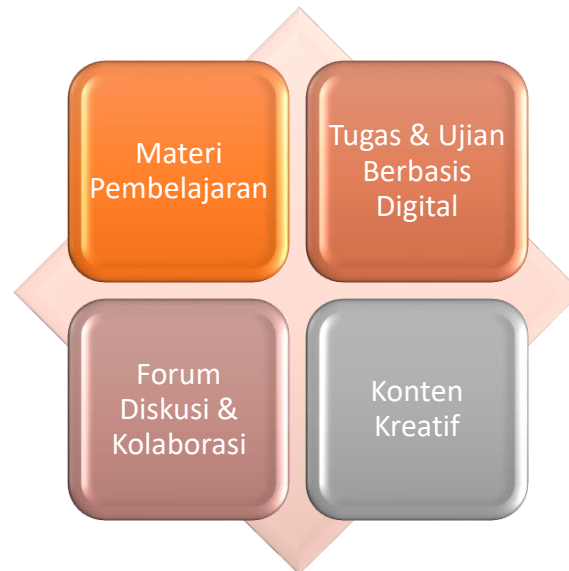 Materi
Pembelajaran
Tugas & Ujian
Berbasis
Digital
Forum
Diskusi &
Kolaborasi
Konten
Kreatif